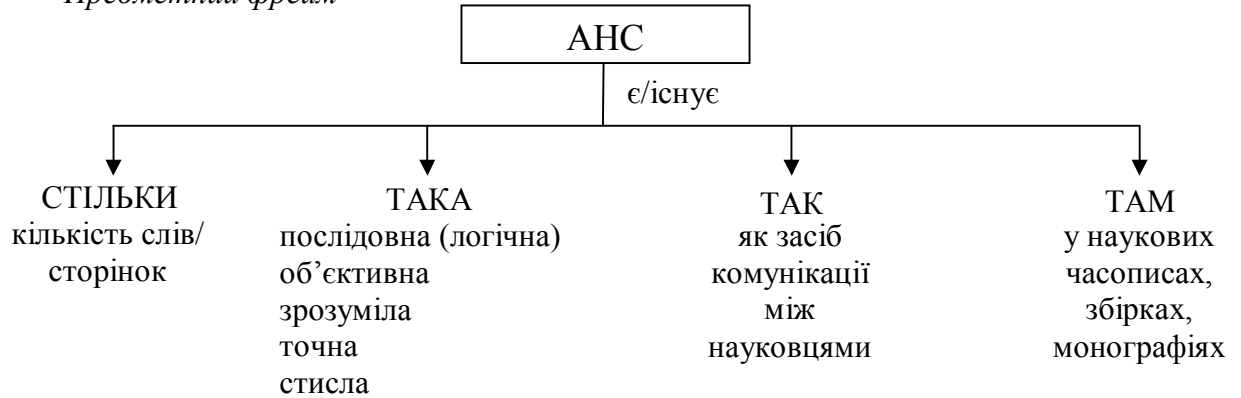 Предметний фрейм
АНС
є/існує
СТІЛЬКИ
кількість слів/
сторінок
ТАКА
послідовна (логічна)
об’єктивна
зрозуміла
точна
стисла
ТАК
як засіб
комунікації
між
науковцями
ТАМ
у наукових
часописах,
збірках,
монографіях